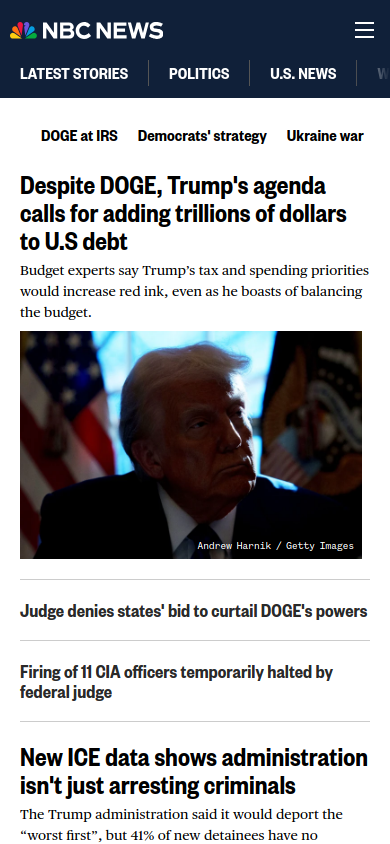 NBC NEWS
LATEST STORIES
POLITICS
U.S. NEWS
DOGE at IRS
Democrats' strategy
Ukraine war
Despite DOGE, Trump's agenda
calls for adding trillions of dollars
to U.S debt
Budget experts say Trump’s tax and spending priorities
would increase red ink, even as he boasts of balancing
the budget.
Andrew Harnik / Getty Images
Judge denies states' bid to curtail DOGE's powers
Firing of 11 CIA officers temporarily halted by
federal judge
New ICE data shows administration
isn't just arresting criminals
The Trump administration said it would deport the
“worst first”, but 41% of new detainees have no